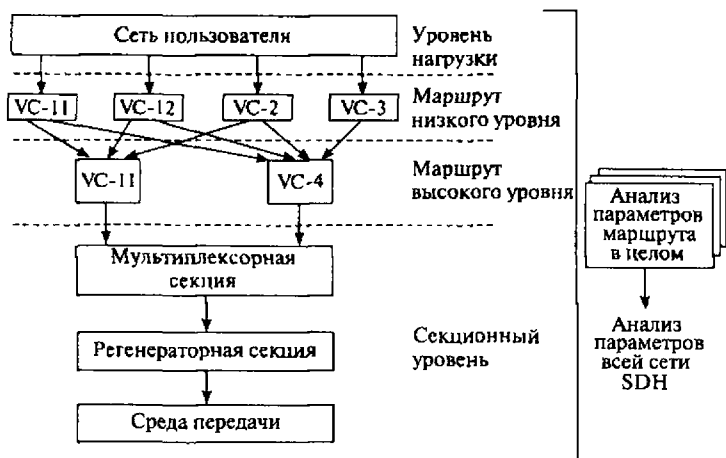 Сеть пользователя
Уровень
нагрузки
VC-11
VC-12
VC-2
VC-3
Маршрут
низкого уровня
VC-11
VC-4
Маршрут
высокого уровня
Мультиплексорная
секция
Регенераторная секция
Секционный
уровень
Среда передачи
Анализ
параметров
маршрута
в целом
Анализ
параметров
всей сети
SDH